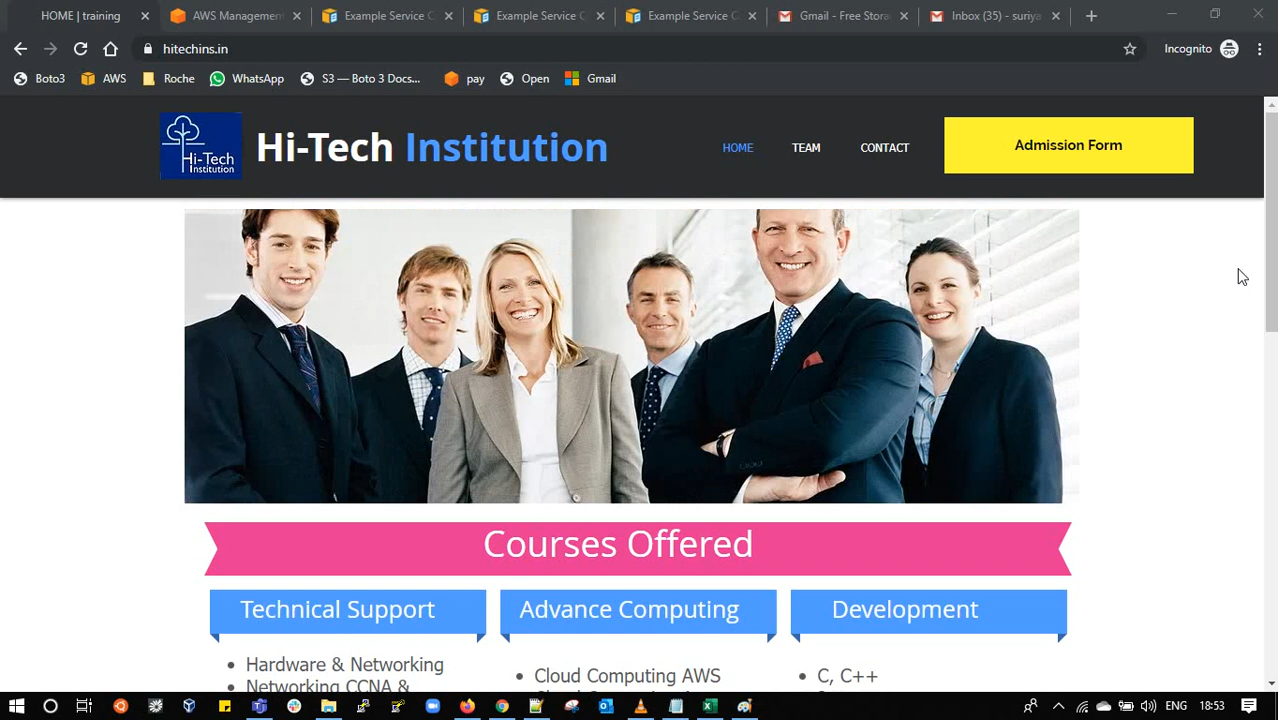 HOME | training
AWS Managemen
Example Service C
Example Service C
Example Service C
Gmail - Free Stora
Inbox (35) - suriya
hitechins.in
Incognito
Boto3
AWS
Roche
WhatsApp
S3 — Boto 3 Docs...
pay
Open
Gmail
Hi-Tech
Institution
Hi-Tech Institution
HOME
TEAM
CONTACT
Admission Form
Courses Offered
Technical Support
Advance Computing
Development
Hardware & Networking
Networking CCNA &
Cloud Computing AWS
C, C++
ENG
18:53